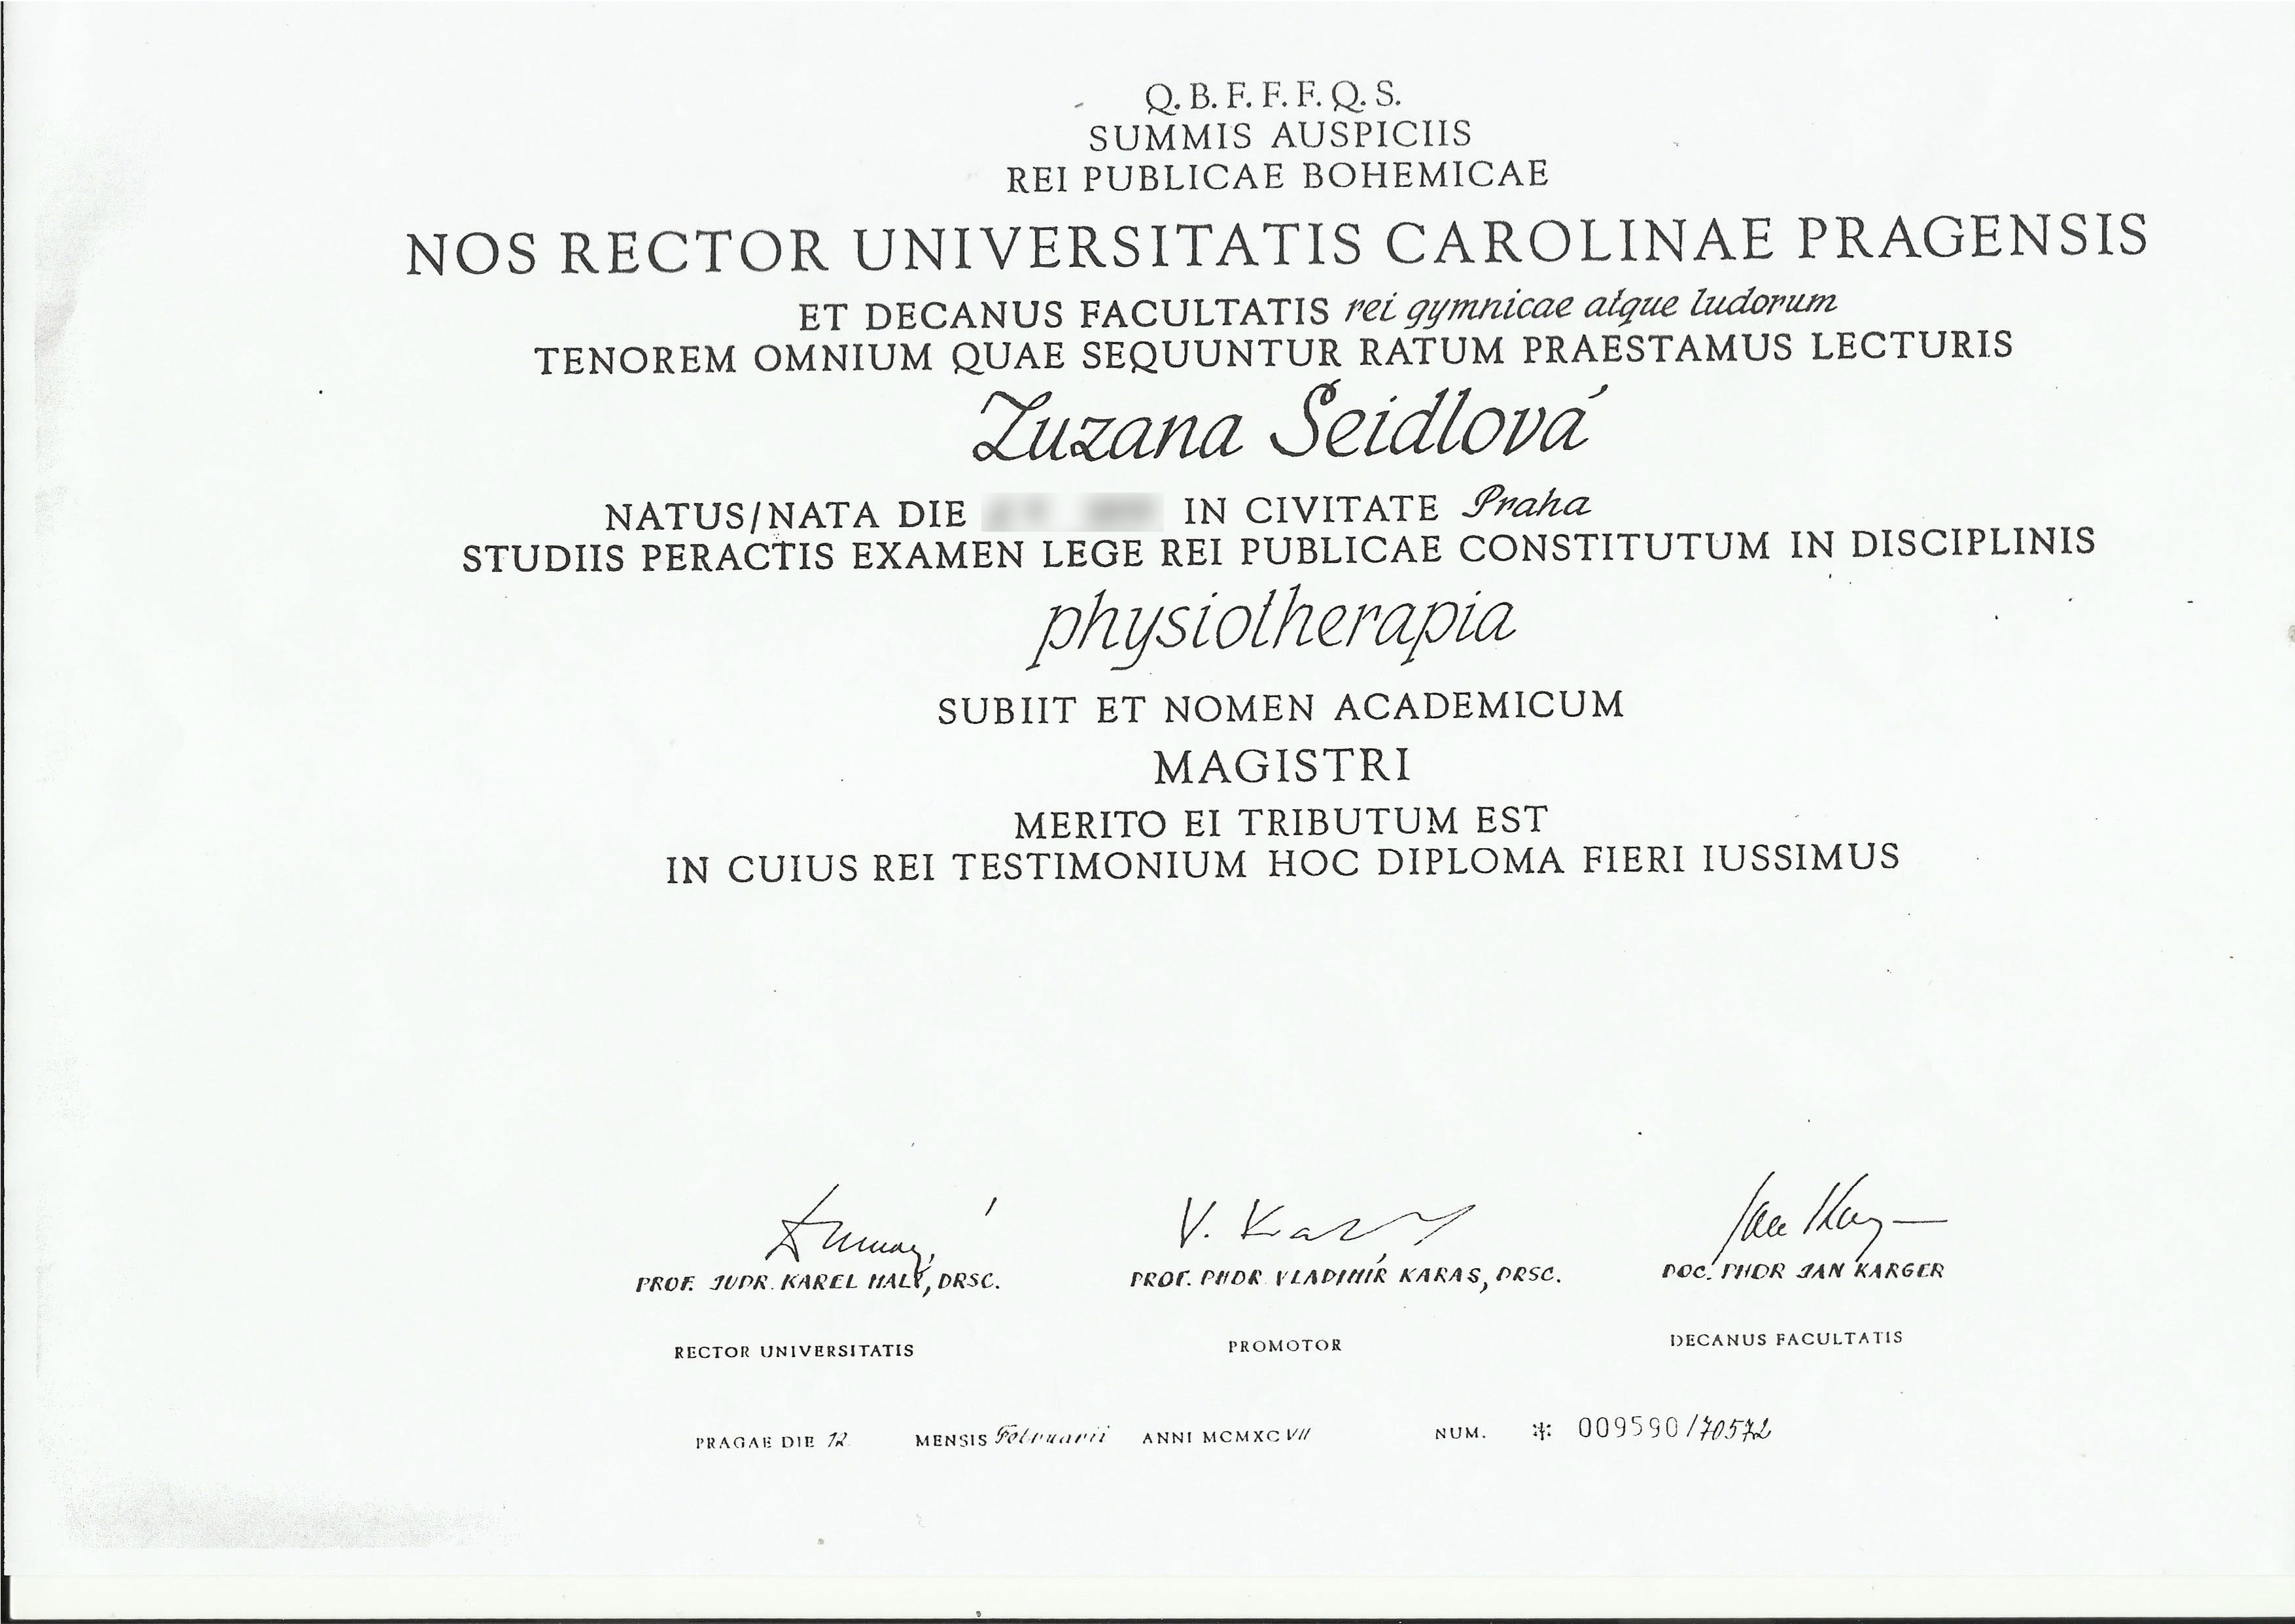 Q. B. F. F. F. Q. S.
SUMMIS AUSPICIIS
REI PUBLICAE BOHEMICAE
NOS RECTOR UNIVERSITATIS CAROLINAE PRAGENSIS
ET DECANUS FACULTATIS rei gymnicae atque ludorum
TENOREM OMNIUM QUAE SEQUUNTUR RATUM PRAESTAMUS LECTURIS
Zuzana Seidlová
NATUS/NATA DIE IN CIVITATE Praha
STUDIIS PERACTIS EXAMEN LEGE REI PUBLICAE CONSTITUTUM IN DISCIPLINIS
physiotherapia
SUBIIT ET NOMEN ACADEMICUM
MAGISTRI
MERITO EI TRIBUTUM EST
IN CUIUS REI TESTIMONIUM HOC DIPLOMA FIERI IUSSIMUS
V. Karas Jan Karger
PROF. JUDR. KAREL MALÝ, DRSC. PROF. PHDR VLADIMÍR KARAS, DRSC. DOC. PHDR JAN KARGER
RECTOR UNIVERSITATIS PROMOTOR DECANUS FACULTATIS
PRAGAE DIE 12 MENSIS Februarii ANNI MCMXCVII NUM. * 009590/70572